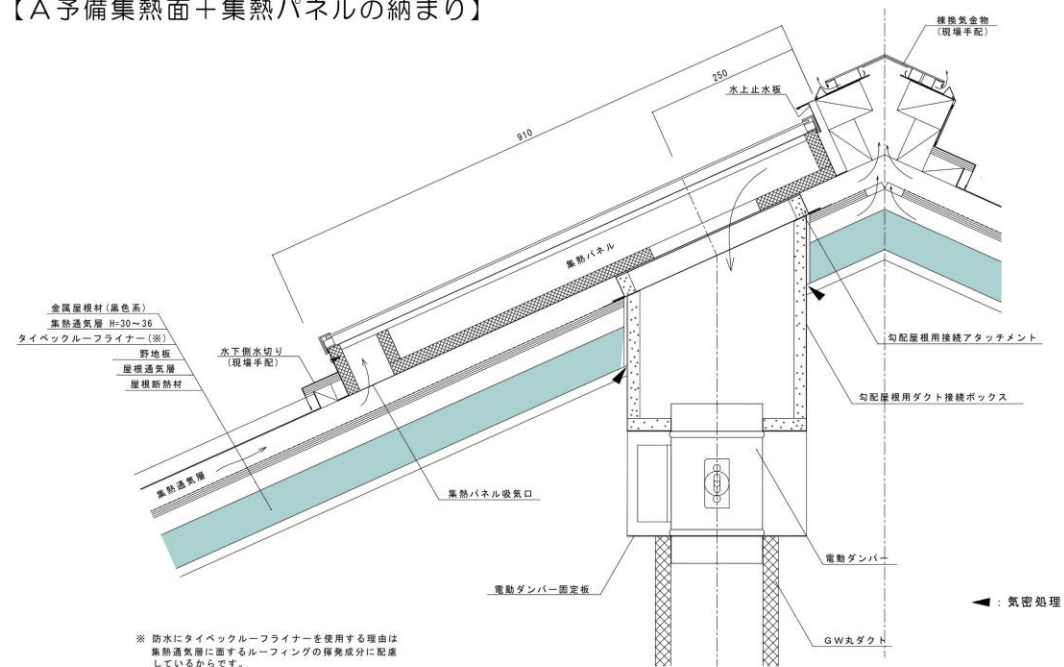 【A予備集熱面＋集熱パネルの納まり】
棟換気金物
(現場手配)
250
水上止水板
910
集熱パネル
金属屋根材(黒色系)
集熱通気層 H=30～36
タイベックルーフライナー(※)
野地板
屋根通気層
屋根断熱材
水下側水切り
(現場手配)
勾配屋根用接続アタッチメント
勾配屋根用ダクト接続ボックス
集熱通気層
集熱パネル吸気口
電動ダンパー
電動ダンパー固定板
：気密処理
GW丸ダクト
※ 防水にタイベックルーフライナーを使用する理由は
集熱通気層に面するルーフィングの揮発成分に配慮
しているからです。